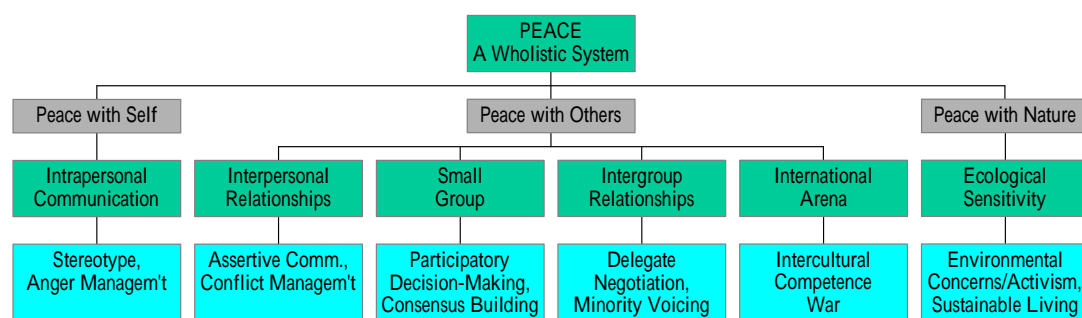 PEACE
A Wholistic System
Peace with Self
Peace with Others
Peace with Nature
Intrapersonal
Communication
Interpersonal
Relationships
Small
Group
Intergroup
Relationships
International
Arena
Ecological
Sensitivity
Stereotype,
Anger Managem't
Assertive Comm.,
Conflict Managem't
Participatory
Decision-Making,
Consensus Building
Delegate
Negotiation,
Minority Voicing
Intercultural
Competence
War
Environmental
Concerns/Activism,
Sustainable Living